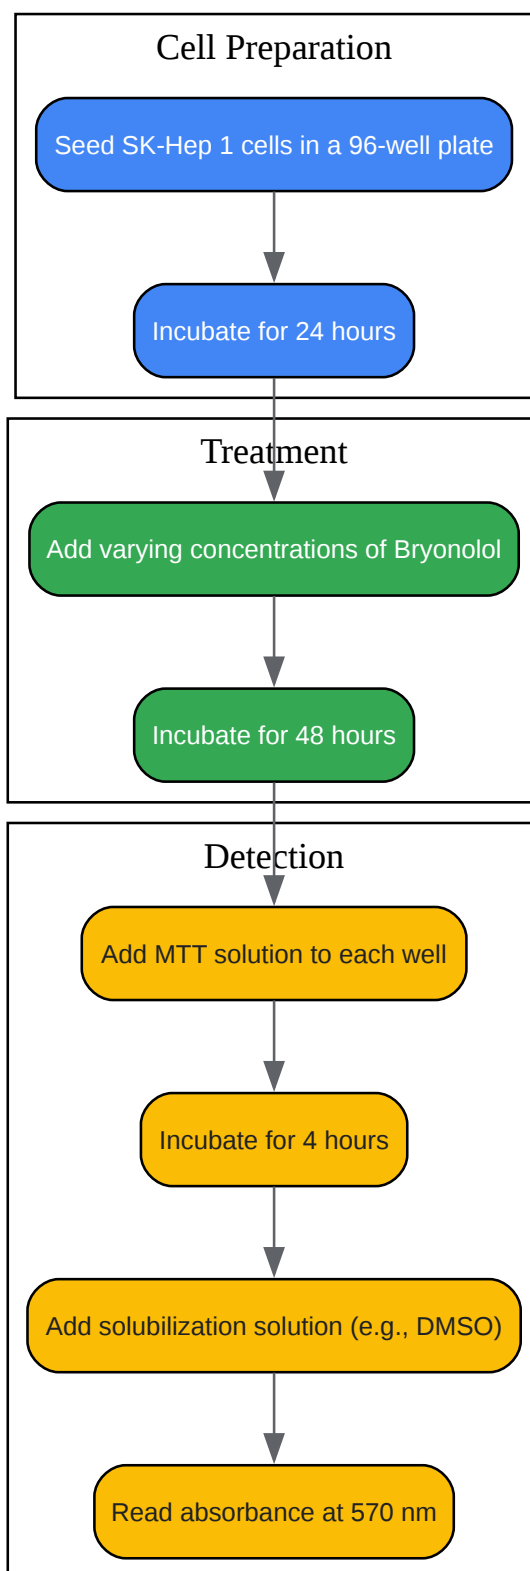 Cell Preparation
Seed SK-Hep 1 cells in a 96-well plate
Incubate for 24 hours
Treatment
Add varying concentrations of Bryonolol
Incubate for 48 hours
Detection
Add MTT solution to each well
Incubate for 4 hours
Add solubilization solution (e.g., DMSO)
Read absorbance at 570 nm